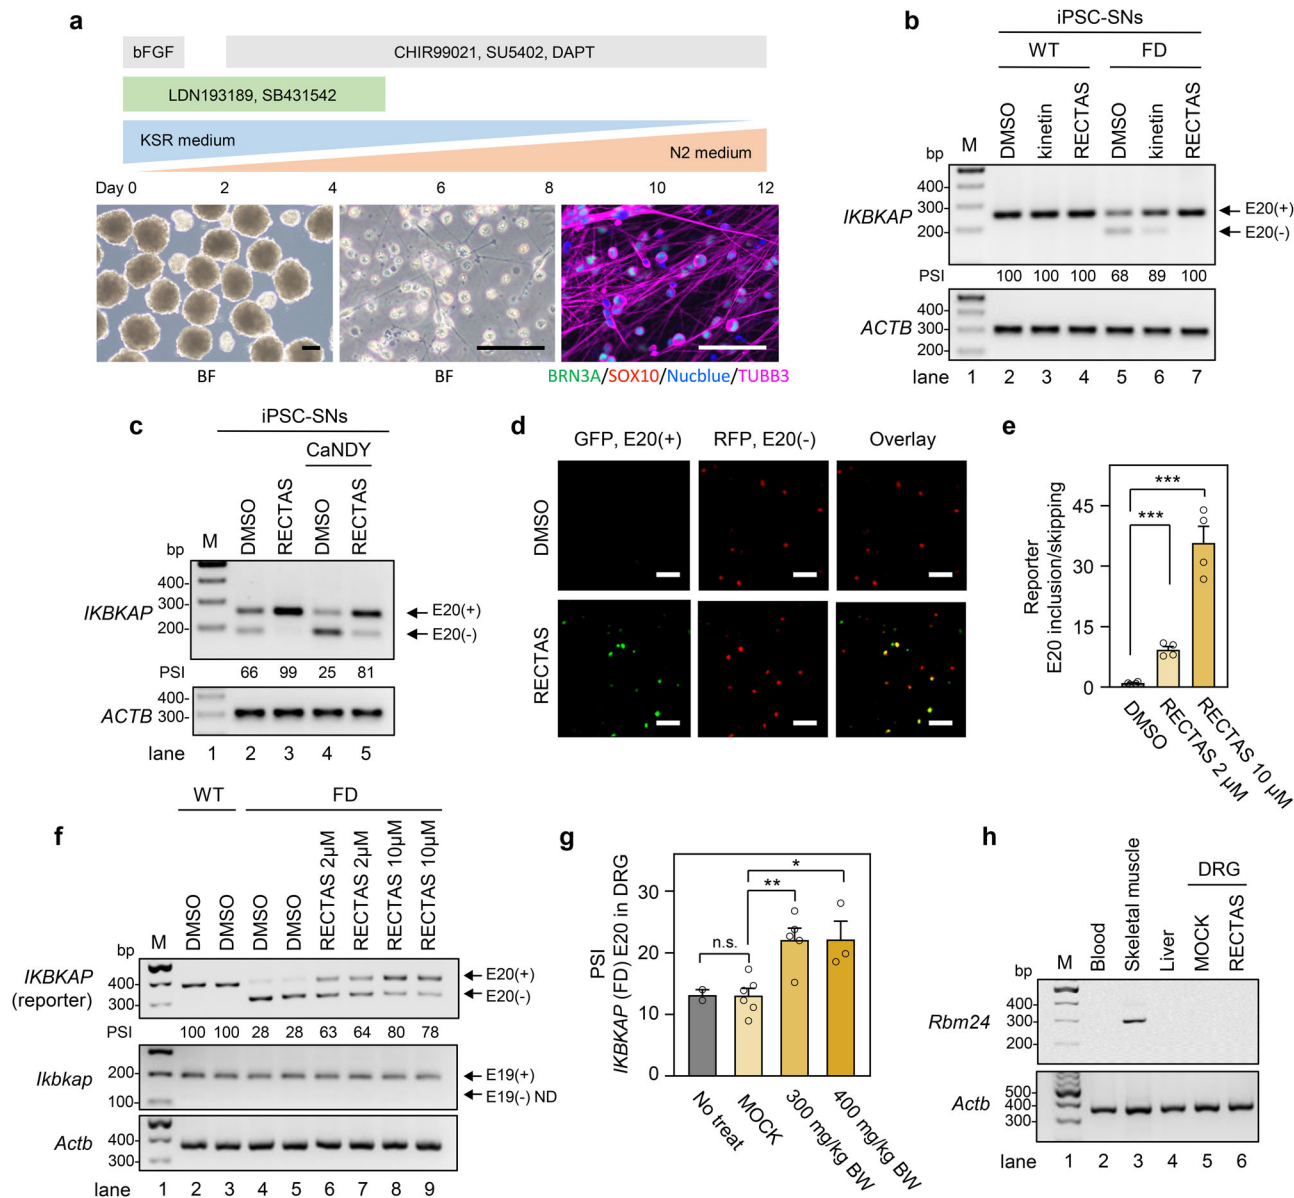 a
bFGF
CHIR99021, SU5402, DAPT
LDN193189, SB431542
KSR medium
N2 medium
Day 0 2 4 6 8 10 12
BF
BF
BRN3A/SOX10/Nucblue/TUBB3
b
iPSC-SNs
WT FD
DMSO
kinetin
RECTAS
DMSO
kinetin
RECTAS
bp M
400-
300-
200-
IKBKAP
E20(+)
E20(-)
PSI 100 100 100 68 89 100
400-
300-
200-
ACTB
lane 1 2 3 4 5 6 7
c
iPSC-SNs
CaNDY
DMSO
RECTAS
DMSO
RECTAS
bp M
400-
300-
200-
IKBKAP
E20(+)
E20(-)
PSI 66 99 25 81
400-
300-
ACTB
lane 1 2 3 4 5
d
GFP, E20(+) RFP, E20(-) Overlay
DMSO
RECTAS
e
Reporter
E20 inclusion/skipping
45
30
15
0
***
***
DMSO
RECTAS 2 µM
RECTAS 10 µM
f
WT FD
DMSO
DMSO
DMSO
DMSO
RECTAS 2µM
RECTAS 2µM
RECTAS 10µM
RECTAS 10µM
bp M
IKBKAP
(reporter)
400-
300-
E20(+)
E20(-)
PSI 100 100 28 28 63 64 80 78
Ikbkap
200-
100-
E19(+)
E19(-) ND
Actb
400-
300-
lane 1 2 3 4 5 6 7 8 9
g
PSI
IKBKAP (FD) E20 in DRG
30
20
10
0
n.s.
**
*
No treat
MOCK
300 mg/kg BW
400 mg/kg BW
h
DRG
Blood
Skeletal muscle
Liver
MOCK
RECTAS
bp M
Rbm24
400-
300-
200-
Actb
500-
400-
300-
lane 1 2 3 4 5 6